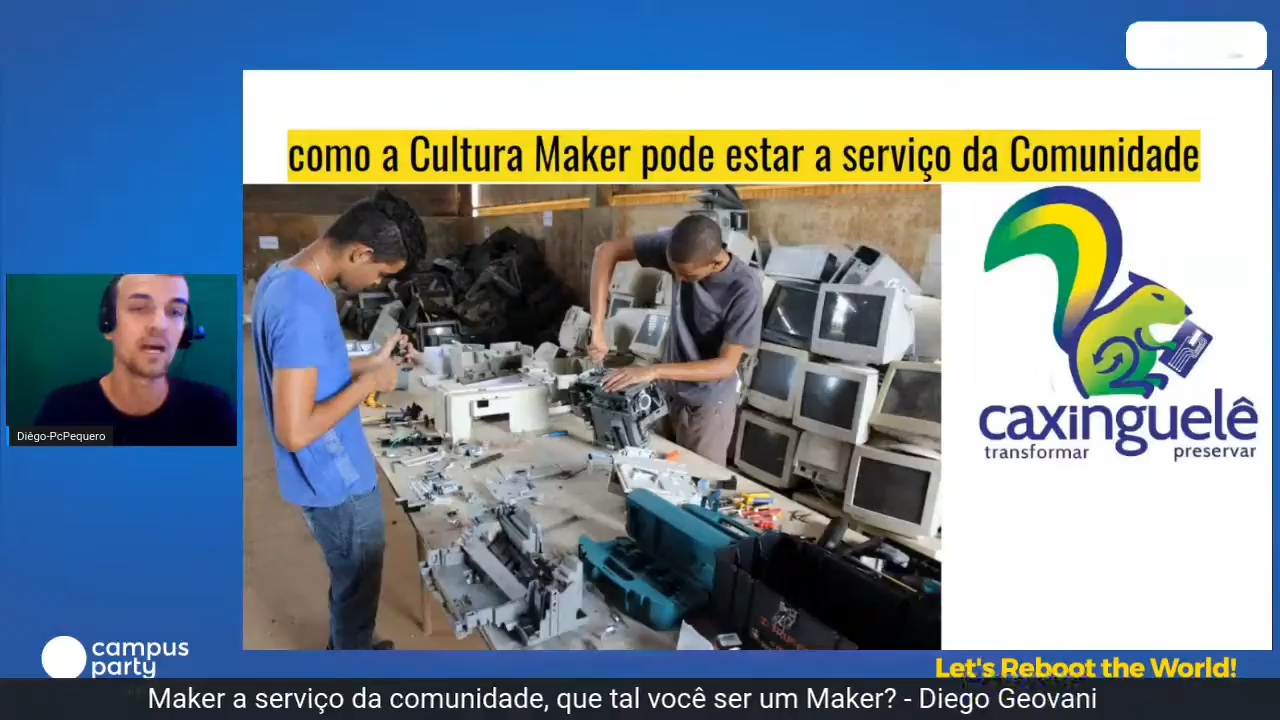 como a Cultura Maker pode estar a serviço da Comunidade
caxinguelê
transformar preservar
Diêgo-PcPequero
campus
party
Let's Reboot the World!
Maker a serviço da comunidade, que tal você ser um Maker? - Diego Geovani